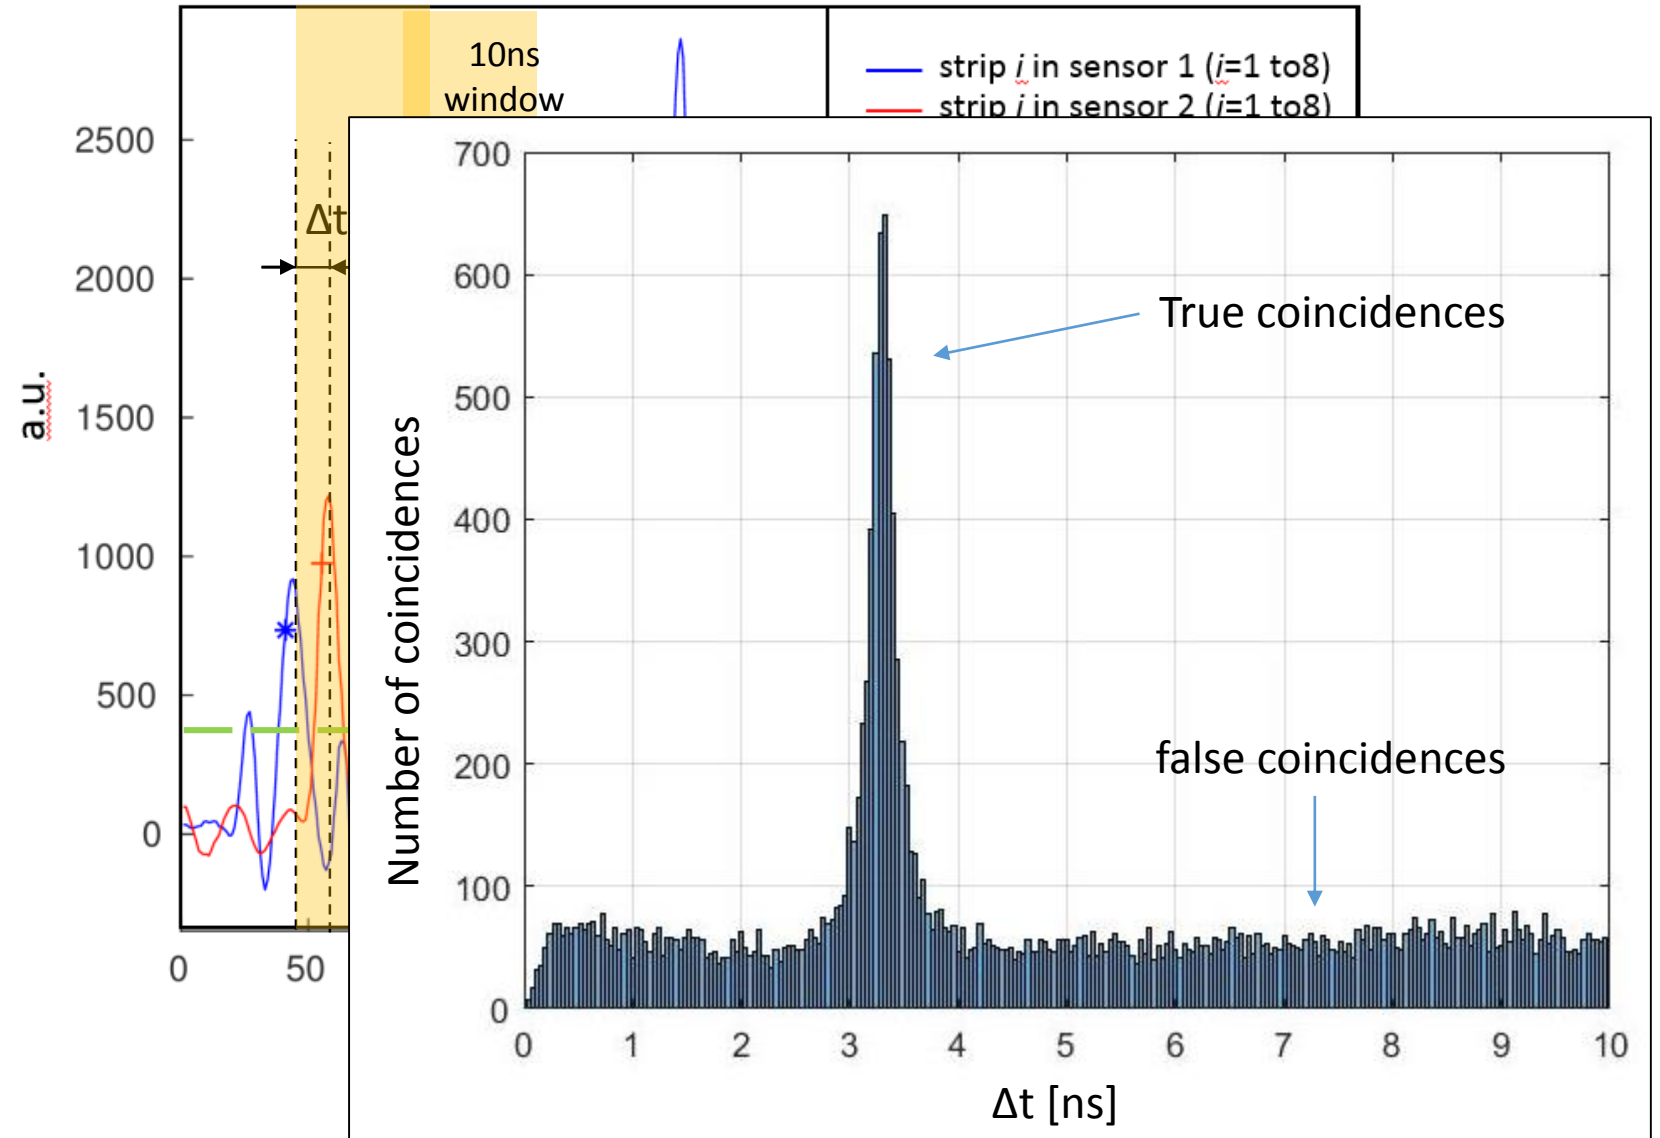 10ns
window
strip i in sensor 1 (i=1 to8)
strip i in sensor 2 (i=1 to8)
2500
2000
1500
1000
500
0
a.u.
Δt
0
50
700
600
500
400
300
200
100
0
Number of coincidences
True coincidences
false coincidences
0 1 2 3 4 5 6 7 8 9 10
Δt [ns]